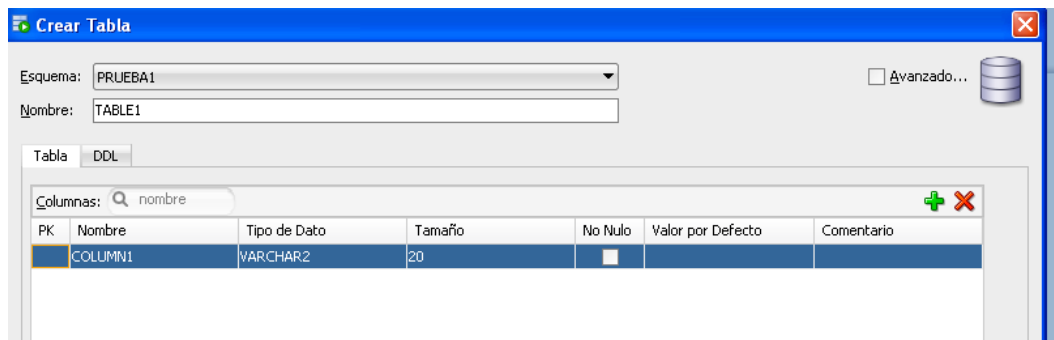 Crear Tabla
Esquema: PRUEBA1 Avanzado...
Nombre: TABLE1
Tabla DDL
Columnas: nombre
PK Nombre Tipo de Dato Tamaño No Nulo Valor por Defecto Comentario
COLUMN1 VARCHAR2 20